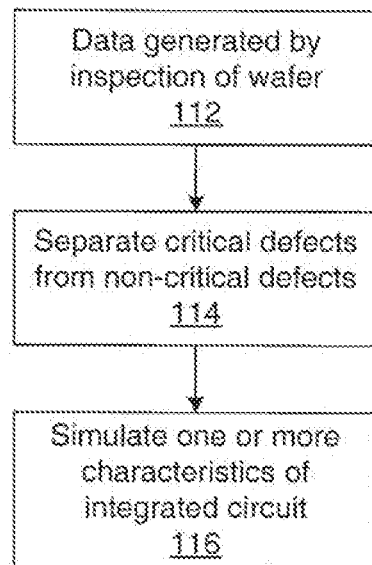 Data generated by
inspection of wafer
112
Separate critical defects
from non-critical defects
114
Simulate one or more
characteristics of
integrated circuit
116